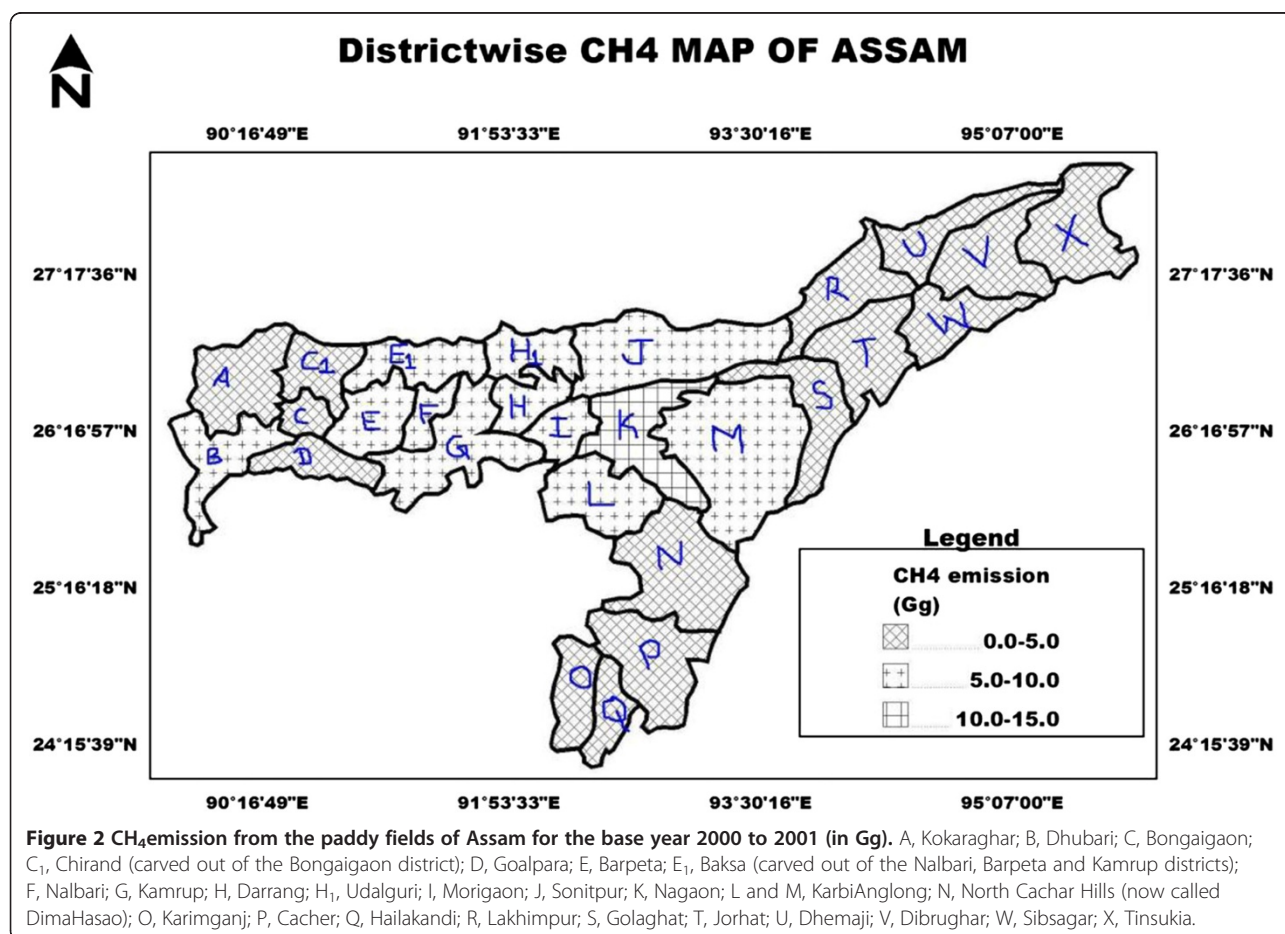 Districtwise CH4 MAP OF ASSAM
N
90°16'49"E 91°53'33"E 93°30'16"E 95°07'00"E
27°17'36"N 27°17'36"N
26°16'57"N 26°16'57"N
25°16'18"N 25°16'18"N
24°15'39"N 24°15'39"N
X
U V
R
W
A C1 E1 H1 J T
C E F H I K S
B D G M
L
N
P
O
Q
Legend
CH4 emission
(Gg)
0.0-5.0
5.0-10.0
10.0-15.0
90°16'49"E 91°53'33"E 93°30'16"E 95°07'00"E
Figure 2 CH₄emission from the paddy fields of Assam for the base year 2000 to 2001 (in Gg). A, Kokaraghar; B, Dhubari; C, Bongaigaon;
C₁, Chirand (carved out of the Bongaigaon district); D, Goalpara; E, Barpeta; E₁, Baksa (carved out of the Nalbari, Barpeta and Kamrup districts);
F, Nalbari; G, Kamrup; H, Darrang; H₁, Udalguri; I, Morigaon; J, Sonitpur; K, Nagaon; L and M, KarbiAnglong; N, North Cachar Hills (now called
DimaHasao); O, Karimganj; P, Cacher; Q, Hailakandi; R, Lakhimpur; S, Golaghat; T, Jorhat; U, Dhemaji; V, Dibrughar; W, Sibsagar; X, Tinsukia.